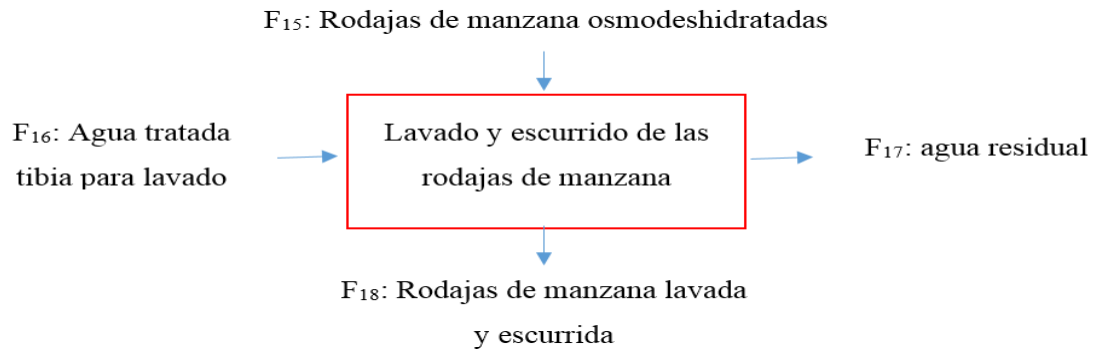 F₁₅: Rodajas de manzana osmodeshidratadas
F₁₆: Agua tratada
tibia para lavado
Lavado y escurrido de las
rodajas de manzana
F₁₇: agua residual
F₁₈: Rodajas de manzana lavada
y escurrida